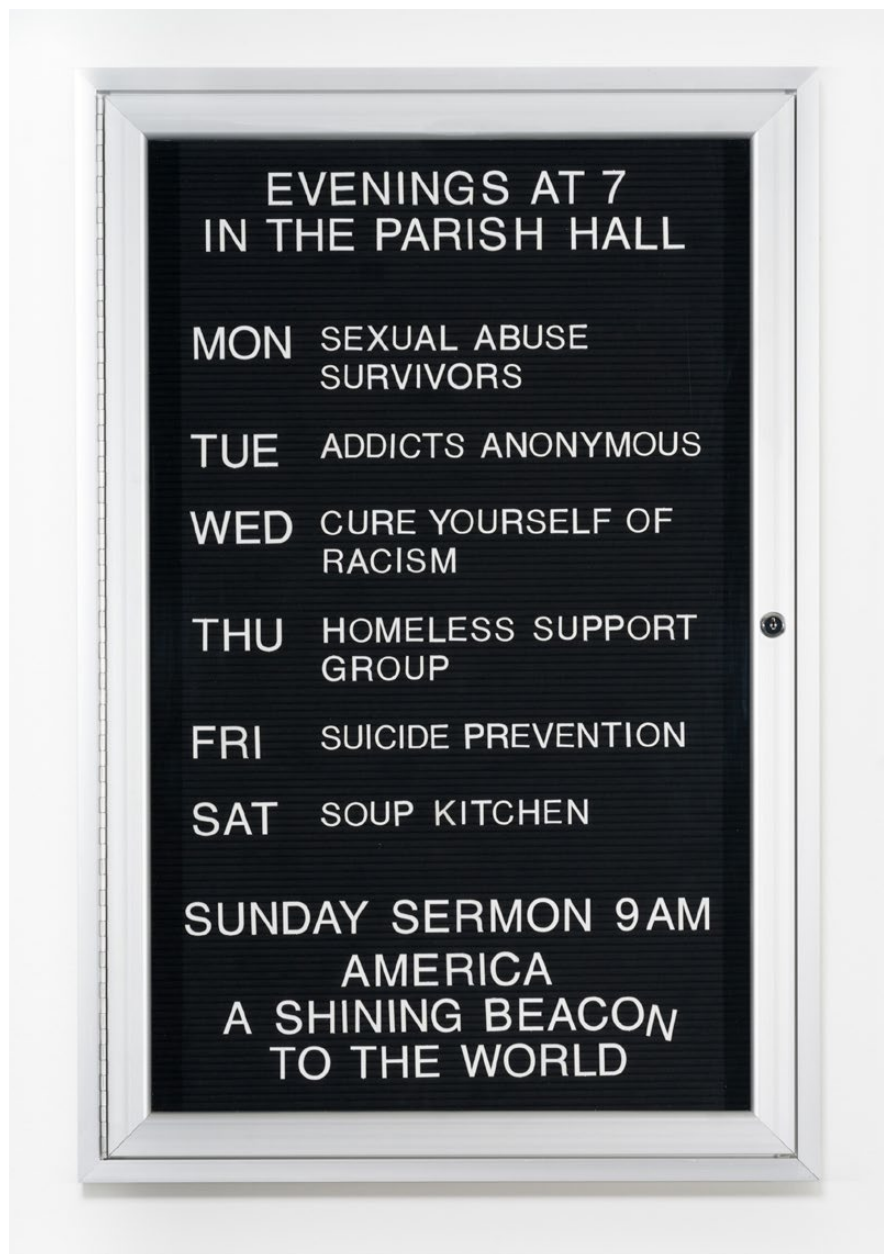 EVENINGS AT 7
IN THE PARISH HALL
MON SEXUAL ABUSE
SURVIVORS
TUE ADDICTS ANONYMOUS
WED CURE YOURSELF OF
RACISM
THU HOMELESS SUPPORT
GROUP
FRI SUICIDE PREVENTION
SAT SOUP KITCHEN
SUNDAY SERMON 9AM
AMERICA
A SHINING BEACON
TO THE WORLD